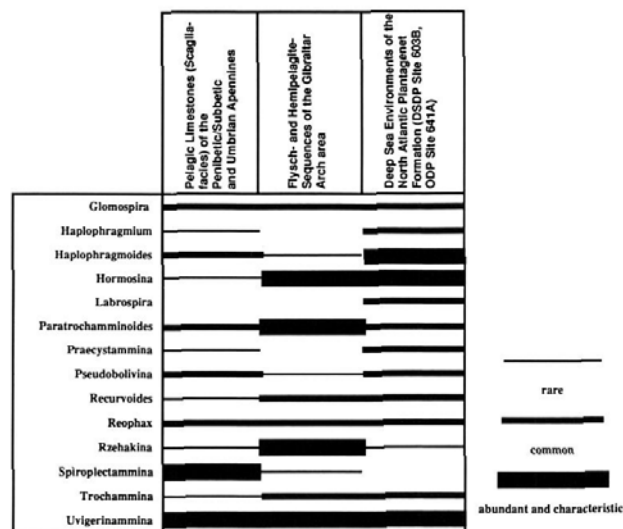 Pelagic Limestones (Scaglia-
facies) of the
Penibetic/Subbetic
and Umbrian Apennines
Flysch- and Hemipelagite-
Sequences of the Gibraltar
Arch area
Deep Sea Environments of the
North Atlantic Plantagenet
Formation (DSDP Site 603B,
ODP Site 641A)
Glomospira
Haplophragmium
Haplophragmoides
Hormosina
Labrospira
Paratrochamminoides
Praecystammina
Pseudobolivina
Recurvoides
Reophax
Rzehakina
Spiroplectammina
Trochammina
Uvigerinammina
rare
common
abundant and characteristic